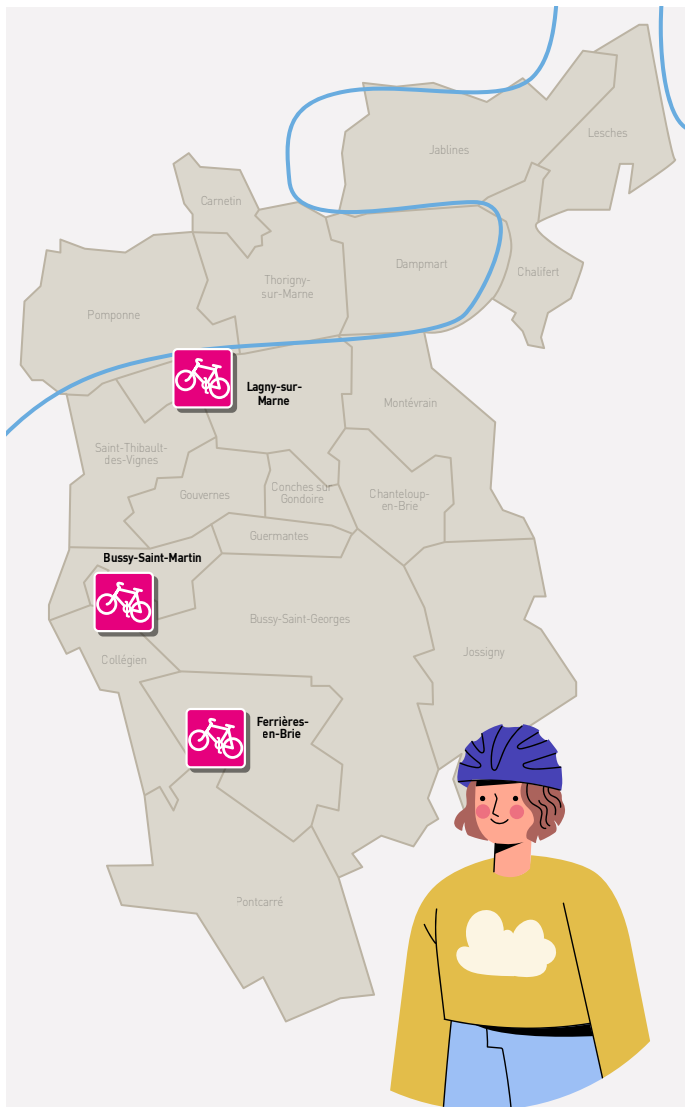 Lesches
Jablines
Carnetin
Dampmart
Chalifert
Thorigny-
sur-Marne
Pomponne
Lagny-sur-
Marne
Montévrain
Saint-Thibault-
des-Vignes
Gouvernes
Conches sur
Gondoire
Chanteloup-
en-Brie
Guermantes
Bussy-Saint-Martin
Bussy-Saint-Georges
Jossigny
Collégien
Ferrières-
en-Brie
Pontcarré